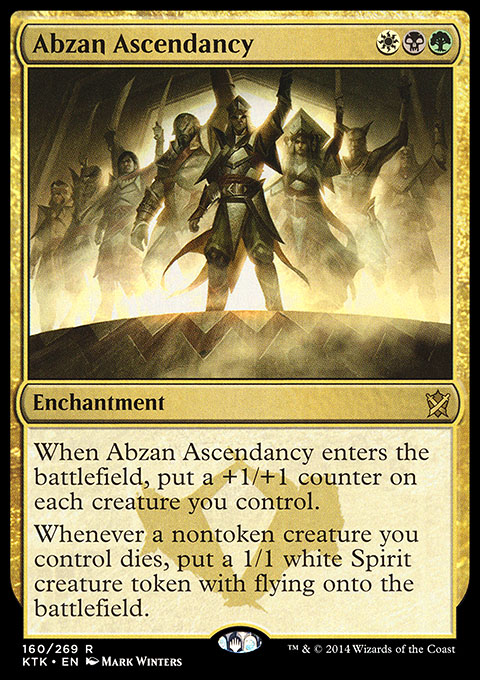 Abzan Ascendancy
Enchantment
When Abzan Ascendancy enters the
battlefield, put a +1/+1 counter on
each creature you control.
Whenever a nontoken creature you
control dies, put a 1/1 white Spirit
creature token with flying onto the
battlefield.
160/269 R
KTK • EN Mark Winters
™ & © 2014 Wizards of the Coast